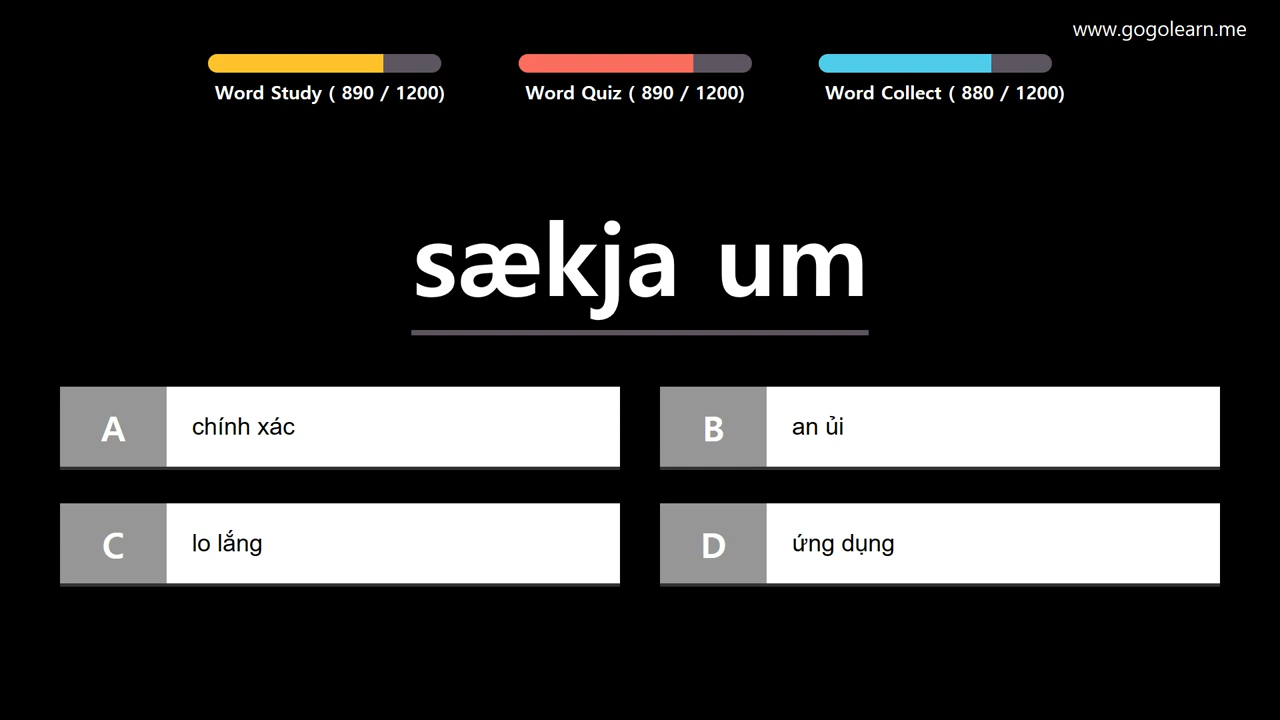 www.gogolearn.me
Word Study ( 890 / 1200)
Word Quiz ( 890 / 1200)
Word Collect ( 880 / 1200)
sækja um
A chính xác
B an ủi
C lo lắng
D ứng dụng